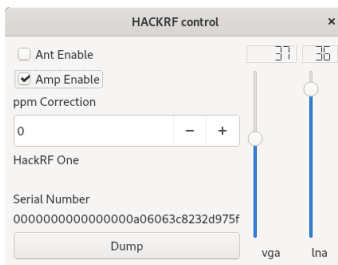 HACKRF control ×
Ant Enable
37 36
Amp Enable
ppm Correction
0 − +
HackRF One
Serial Number
0000000000000000a06063c8232d975f
Dump
vga lna